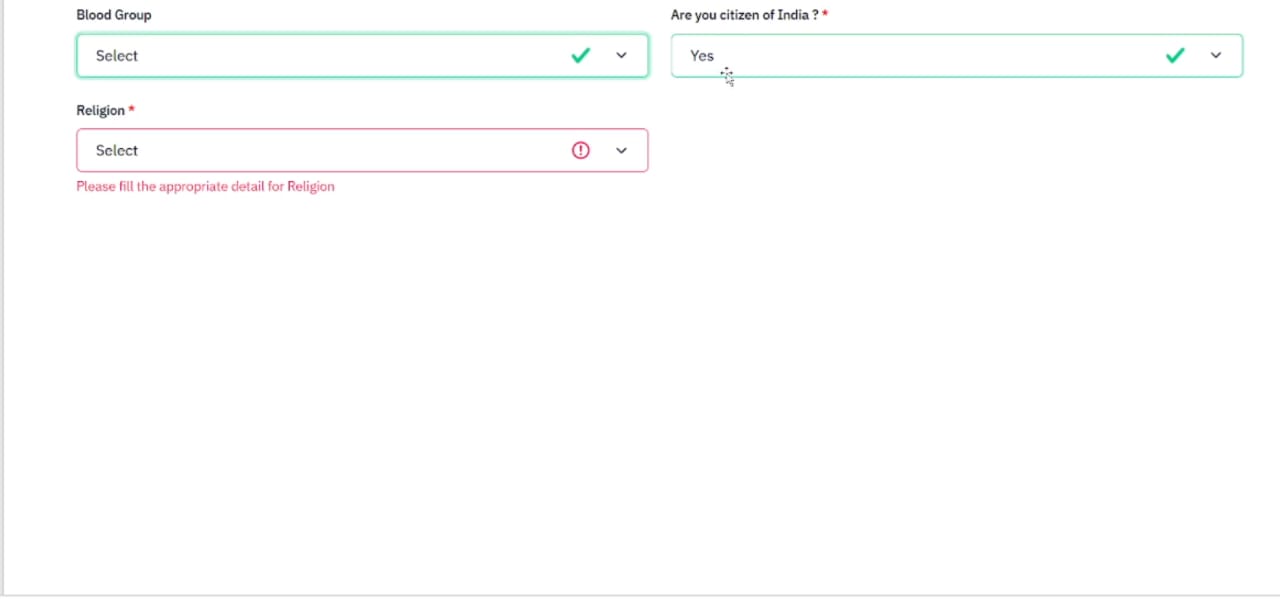 Blood Group
Are you citizen of India ? *
Select
Yes
Religion *
Select
Please fill the appropriate detail for Religion